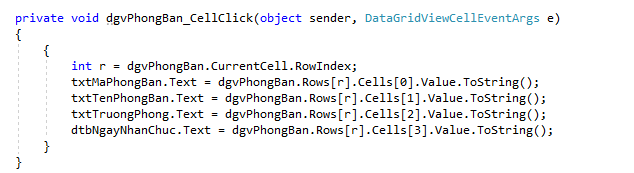 private void dgvPhongBan_CellClick(object sender, DataGridViewCellEventArgs e)
{
    {
        int r = dgvPhongBan.CurrentCell.RowIndex;
        txtMaPhongBan.Text = dgvPhongBan.Rows[r].Cells[0].Value.ToString();
        txtTenPhongBan.Text = dgvPhongBan.Rows[r].Cells[1].Value.ToString();
        txtTruongPhong.Text = dgvPhongBan.Rows[r].Cells[2].Value.ToString();
        dtbNgayNhanChuc.Text = dgvPhongBan.Rows[r].Cells[3].Value.ToString();
    }
}